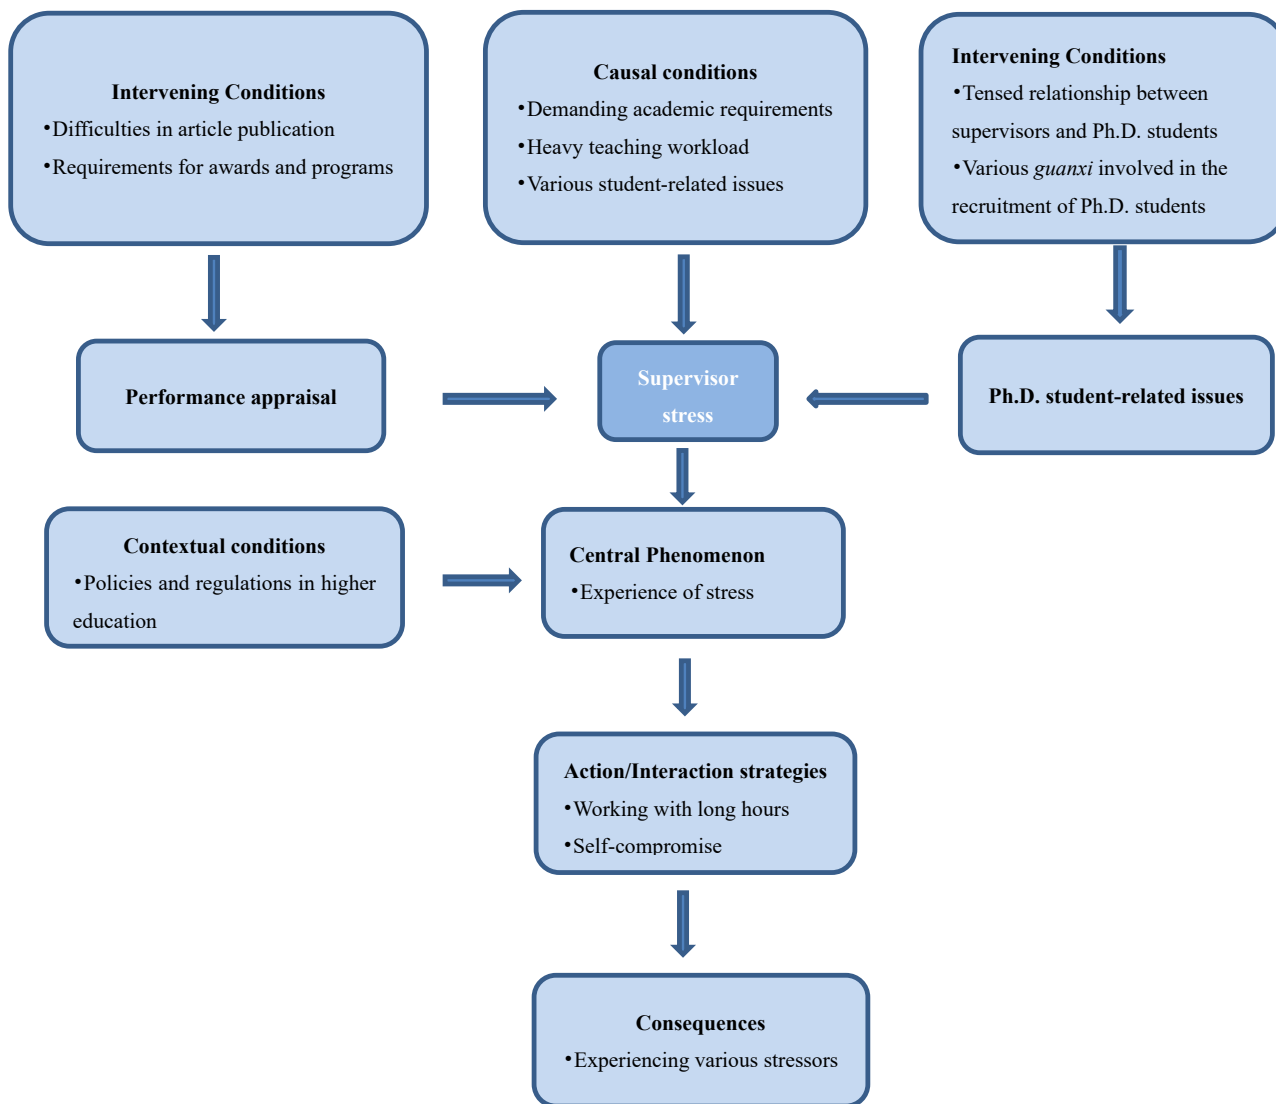 Intervening Conditions
•Difficulties in article publication
•Requirements for awards and programs
Causal conditions
•Demanding academic requirements
•Heavy teaching workload
•Various student-related issues
Intervening Conditions
•Tensed relationship between
supervisors and Ph.D. students
•Various guanxi involved in the
recruitment of Ph.D. students
Performance appraisal
Supervisor
stress
Ph.D. student-related issues
Contextual conditions
•Policies and regulations in higher
education
Central Phenomenon
•Experience of stress
Action/Interaction strategies
•Working with long hours
•Self-compromise
Consequences
•Experiencing various stressors